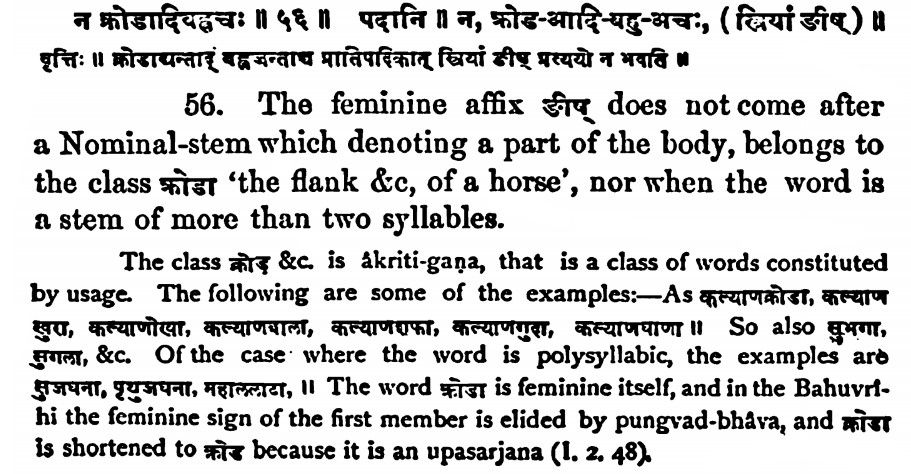 न क्रोडादिबह्वचः ॥ ५६ ॥ पदानि ॥ न, क्रोड-आदि-बहु-अचः, ( स्त्रियां ङीष् ) ॥
वृत्तिः ॥ क्रोडाद्यन्तात् बह्वजन्ताच्च प्रातिपदिकात् स्त्रियां ङीष् प्रत्ययो न भवति ॥
56. The feminine affix ङीष् does not come after
a Nominal-stem which denoting a part of the body, belongs to
the class क्रोडा ‘the flank &c, of a horse’, nor when the word is
a stem of more than two syllables.
The class क्रोड &c. is âkriti-gaṇa, that is a class of words constituted
by usage. The following are some of the examples:—As कल्याणक्रोडा, कल्याण
खुरा, कल्याणोखा, कल्याणबाला, कल्याणशफा, कल्याणगुदा, कल्याणघाणा ॥ So also सुभगा,
सुगला, &c. Of the case where the word is polysyllabic, the examples are
सुजघना, पृथुजघना, महाललाटा, ॥ The word क्रोडा is feminine itself, and in the Bahuvrî-
hi the feminine sign of the first member is elided by pungvad-bhâva, and क्रोडा
is shortened to क्रोड because it is an upasarjana (I. 2. 48).